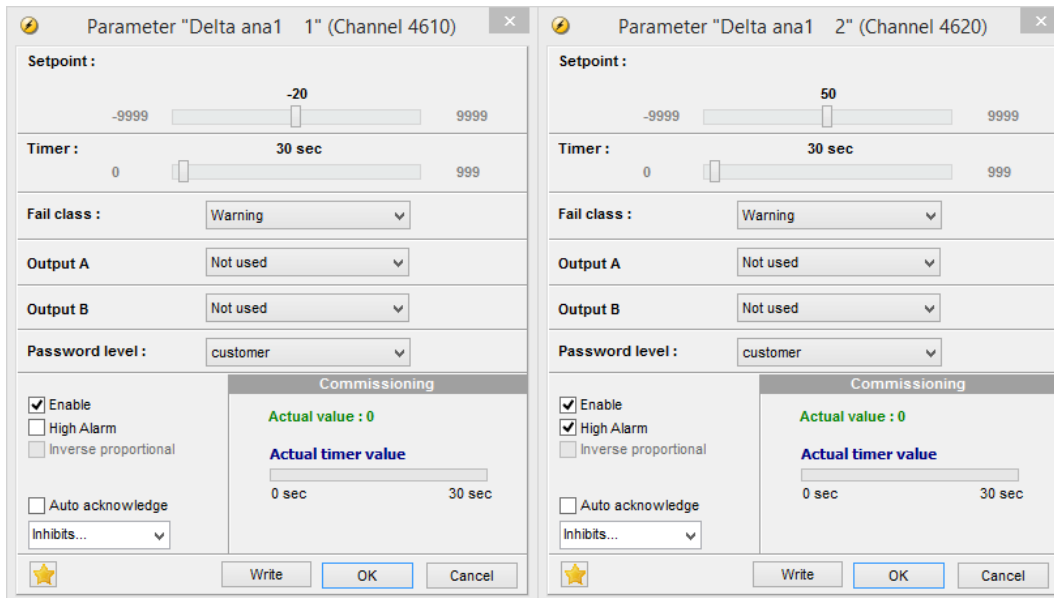 Parameter "Delta ana1    1" (Channel 4610)
Setpoint :
-20
-9999 9999
Timer : 30 sec
0 999
Fail class : Warning
Output A Not used
Output B Not used
Password level : customer
Commissioning
Enable
High Alarm
Inverse proportional
Actual value : 0
Actual timer value
0 sec 30 sec
Auto acknowledge
Inhibits...
Write OK Cancel
Parameter "Delta ana1    2" (Channel 4620)
Setpoint :
50
-9999 9999
Timer : 30 sec
0 999
Fail class : Warning
Output A Not used
Output B Not used
Password level : customer
Commissioning
Enable
High Alarm
Inverse proportional
Actual value : 0
Actual timer value
0 sec 30 sec
Auto acknowledge
Inhibits...
Write OK Cancel